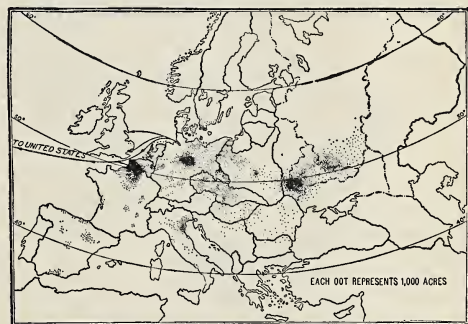 TO UNITED STATES
EACH DOT REPRESENTS 1,000 ACRES